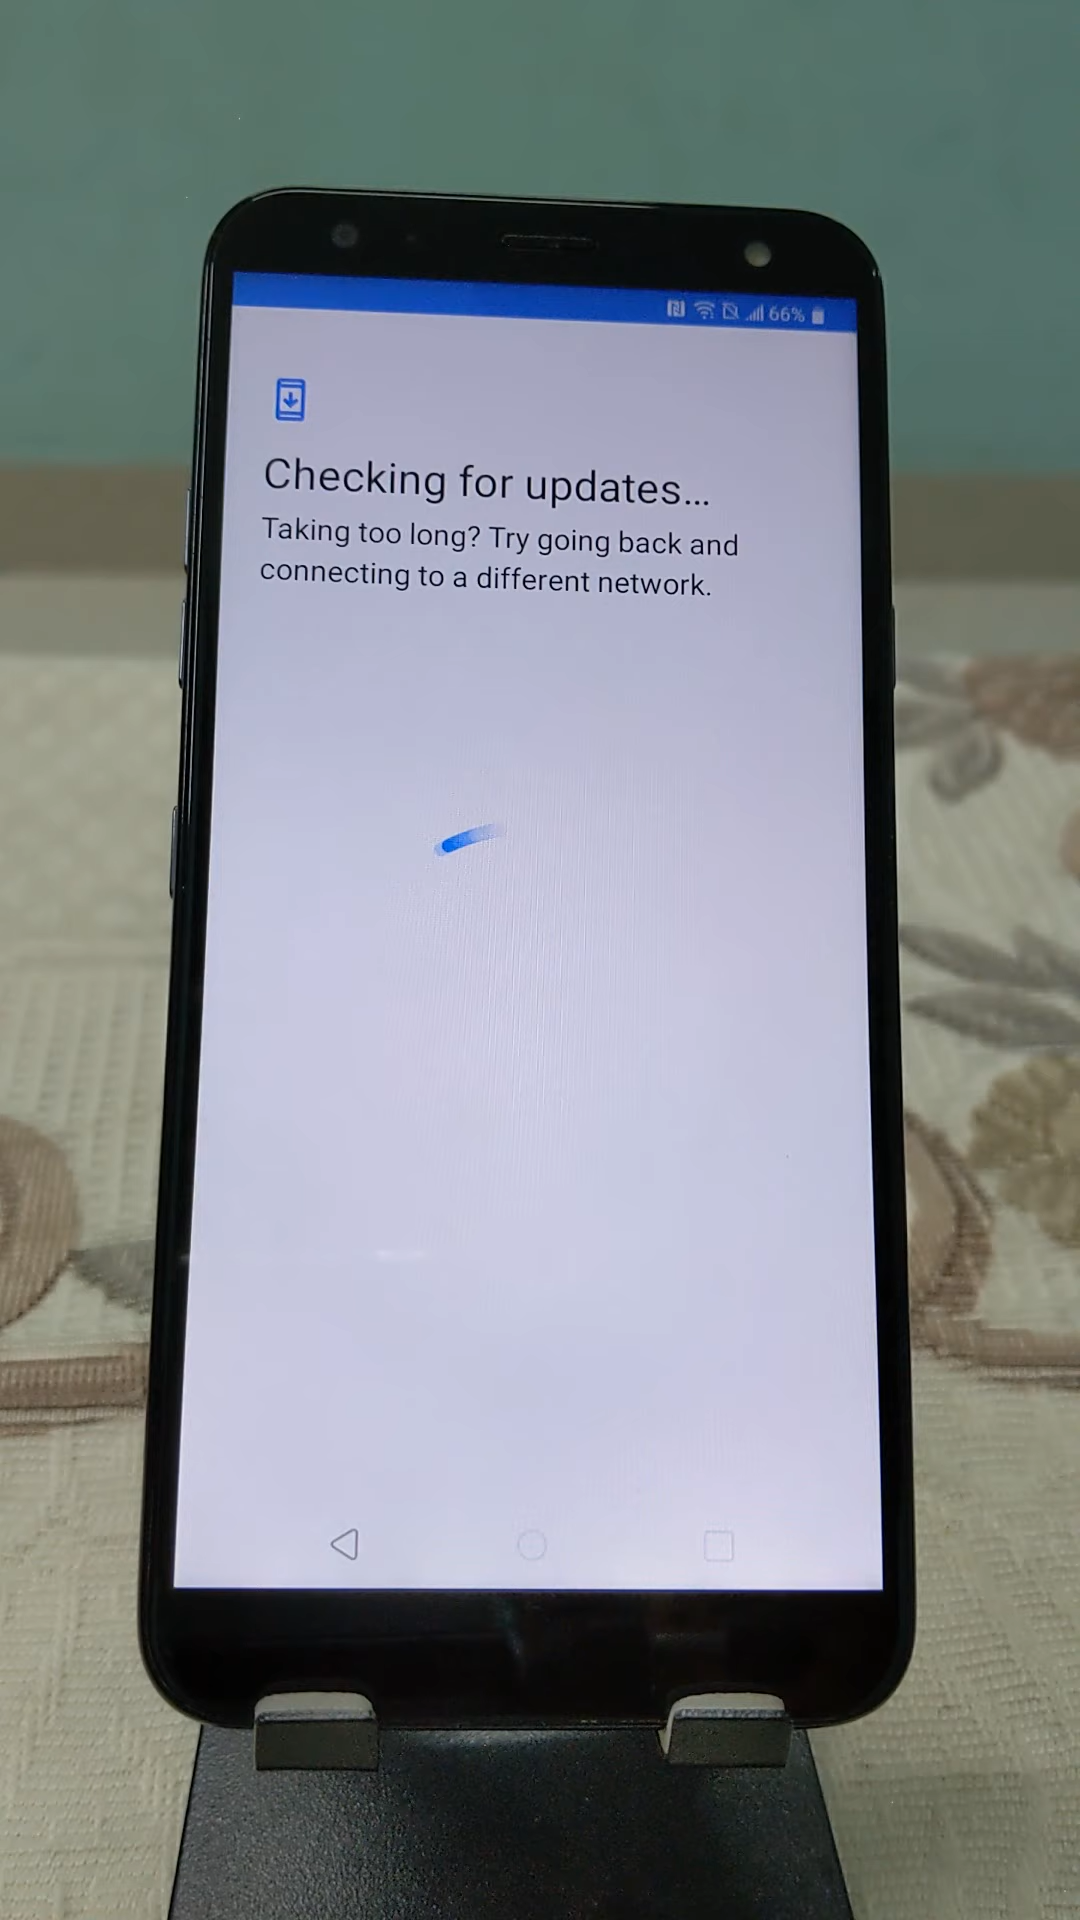 66%
Checking for updates...
Taking too long? Try going back and
connecting to a different network.